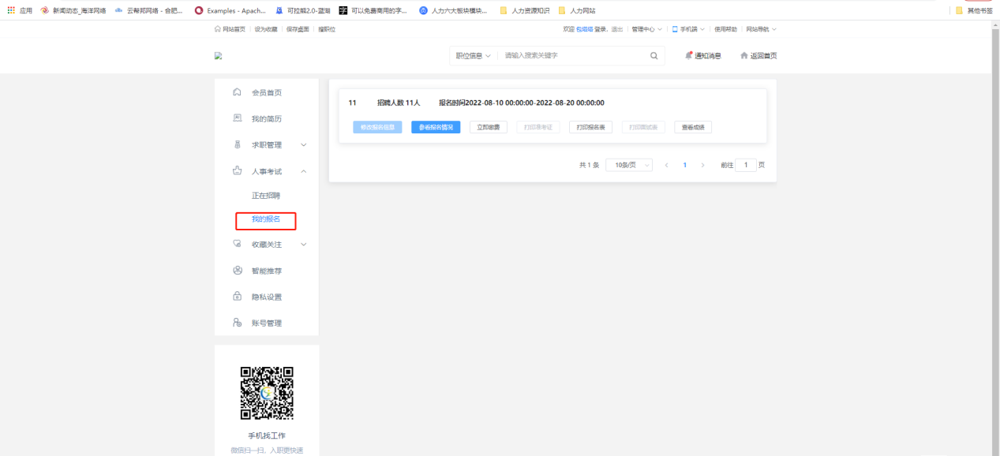 应用 新闻动态_海洋网络 云帮邦网络 - 合肥... Examples - Apach... 可拉熊2.0-蓝湖 字 可以免费商用的字... 人力六大板块模块... 人力资源知识 人力网站 其他书签
网站首页 设为收藏 保存桌面 搜职位 欢迎 包塔塔 登录, 退出 管理中心 手机端 使用帮助 网站导航
职位信息 请输入搜索关键字 通知消息 返回首页
会员首页
我的简历
求职管理
人事考试
正在招聘
我的报名
收藏关注
智能推荐
隐私设置
账号管理
手机找工作
微信扫一扫, 入职更快速
11 招聘人数 11人 报名时间2022-08-10 00:00:00-2022-08-20 00:00:00
修改报名信息 查看报名情况 立即缴费 打印准考证 打印报名表 打印面试表 查看成绩
共 1 条 10条/页 < 1 > 前往 1 页